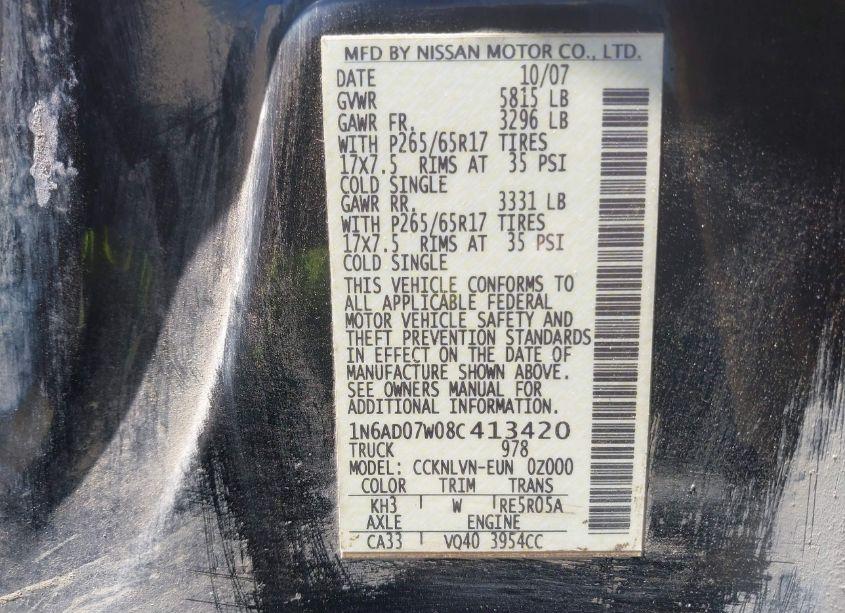 MFD BY NISSAN MOTOR CO., LTD.
DATE 10/07
GVWR 5815 LB
GAWR FR. 3296 LB
WITH P265/65R17 TIRES
17X7.5 RIMS AT 35 PSI
COLD SINGLE
GAWR RR. 3331 LB
WITH P265/65R17 TIRES
17X7.5 RIMS AT 35 PSI
COLD SINGLE
THIS VEHICLE CONFORMS TO
ALL APPLICABLE FEDERAL
MOTOR VEHICLE SAFETY AND
THEFT PREVENTION STANDARDS
IN EFFECT ON THE DATE OF
MANUFACTURE SHOWN ABOVE.
SEE OWNERS MANUAL FOR
ADDITIONAL INFORMATION.
1N6AD07W08C413420
TRUCK 978
MODEL: CCKNLVN-EUN 0Z000
COLOR TRIM TRANS
KH3 W RE5R05A
AXLE ENGINE
CA33 VQ40 3954CC